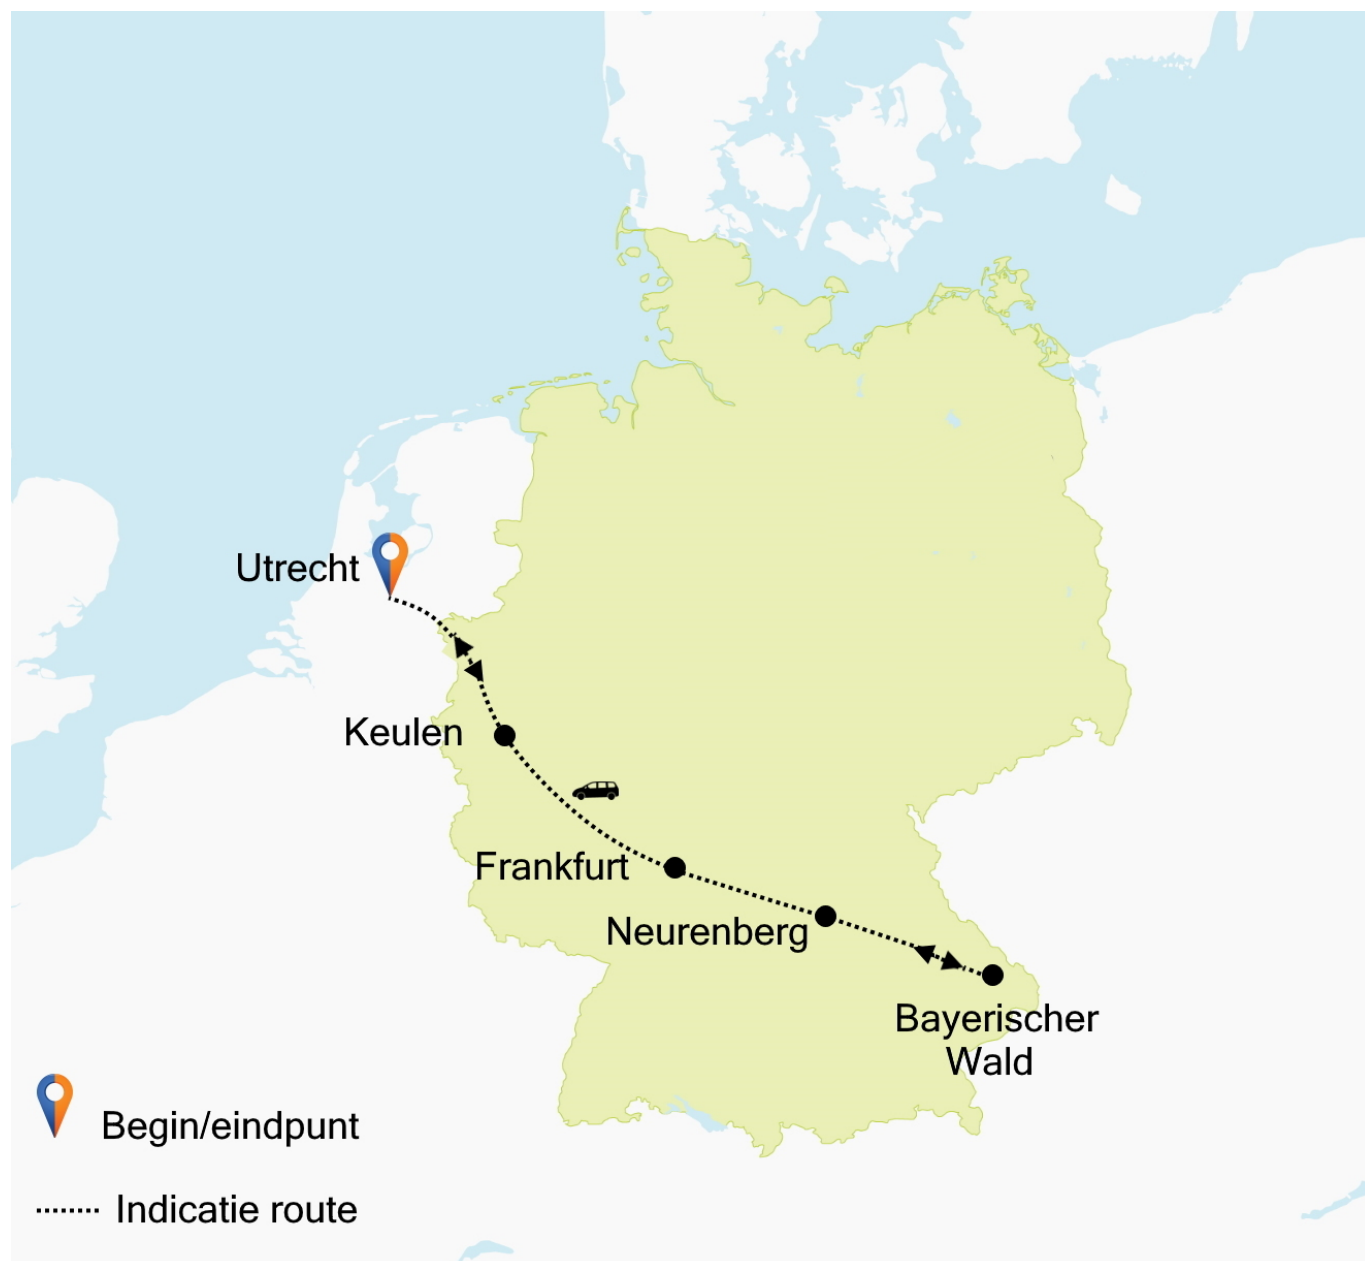 Utrecht
Keulen
Frankfurt
Neurenberg
Bayerischer
Wald
Begin/eindpunt
Indicatie route